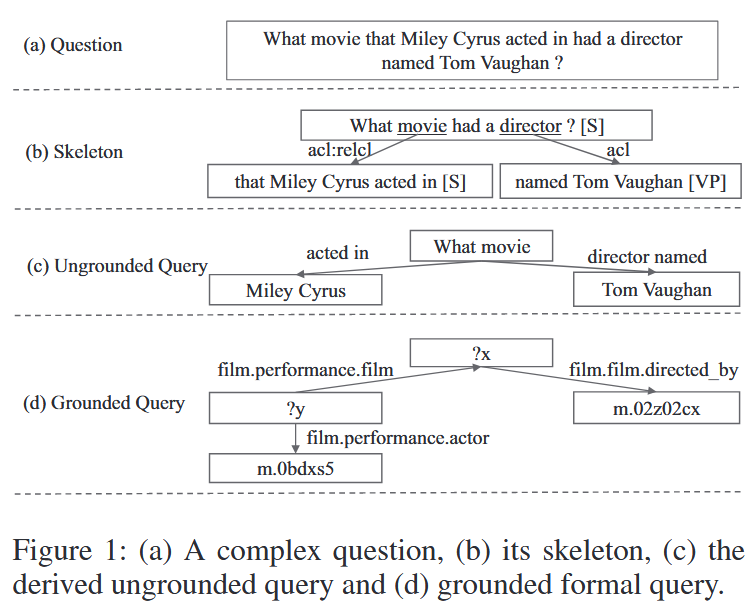 (a) Question
What movie that Miley Cyrus acted in had a director
named Tom Vaughan ?
(b) Skeleton
What movie had a director ? [S]
acl:relcl
acl
that Miley Cyrus acted in [S]
named Tom Vaughan [VP]
(c) Ungrounded Query
What movie
acted in
director named
Miley Cyrus
Tom Vaughan
(d) Grounded Query
?x
film.performance.film
film.film.directed_by
?y
m.02z02cx
film.performance.actor
m.0bdxs5
Figure 1: (a) A complex question, (b) its skeleton, (c) the
derived ungrounded query and (d) grounded formal query.